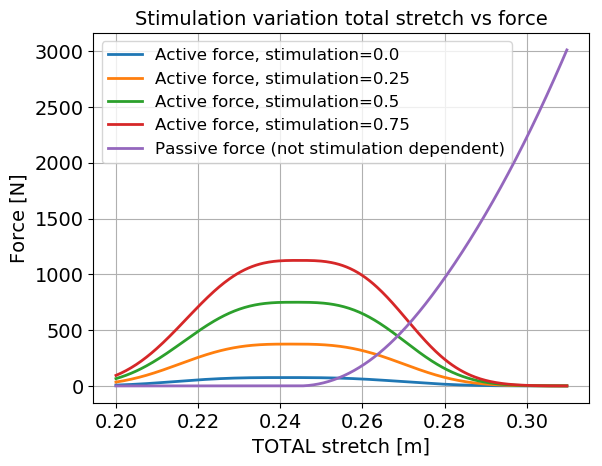 Stimulation variation total stretch vs force
3000
2500
2000
1500
1000
500
0
Force [N]
Active force, stimulation=0.0
Active force, stimulation=0.25
Active force, stimulation=0.5
Active force, stimulation=0.75
Passive force (not stimulation dependent)
0.20 0.22 0.24 0.26 0.28 0.30
TOTAL stretch [m]